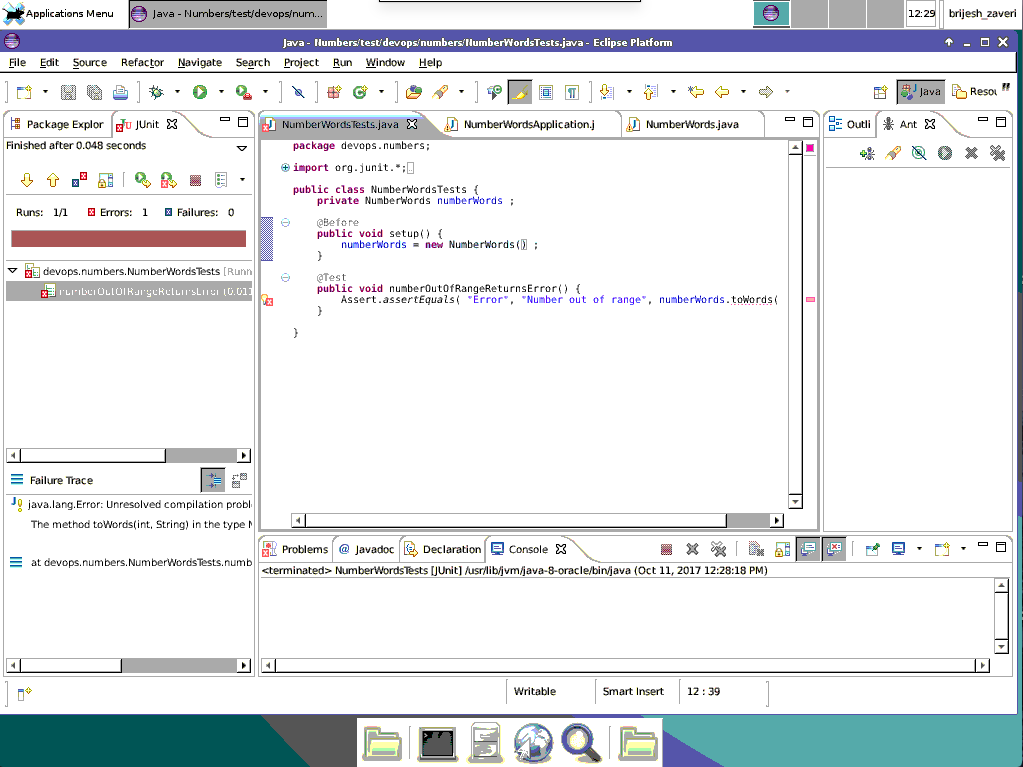 Applications Menu
Java - Numbers/test/devops/num...
12:29
brijesh_zaveri
Java - Numbers/test/devops/numbers/NumberWordsTests.java - Eclipse Platform
File Edit Source Refactor Navigate Search Project Run Window Help
Java
Resou
Package Explor
JUnit
NumberWordsTests.java
NumberWordsApplication.j
NumberWords.java
Outli
Ant
Finished after 0.048 seconds
Runs: 1/1 Errors: 1 Failures: 0
devops.numbers.NumberWordsTests [Runn
numberOutOfRangeReturnsError (0.011
package devops.numbers;
import org.junit.*;
public class NumberWordsTests {
private NumberWords numberWords ;
@Before
public void setup() {
numberWords = new NumberWords() ;
}
@Test
public void numberOutOfRangeReturnsError() {
Assert.assertEquals( "Error", "Number out of range", numberWords.toWords(
}
}
Failure Trace
java.lang.Error: Unresolved compilation probl
The method toWords(int, String) in the type N
at devops.numbers.NumberWordsTests.numb
Problems
Javadoc
Declaration
Console
<terminated> NumberWordsTests [JUnit] /usr/lib/jvm/java-8-oracle/bin/java (Oct 11, 2017 12:28:18 PM)
Writable
Smart Insert
12 : 39